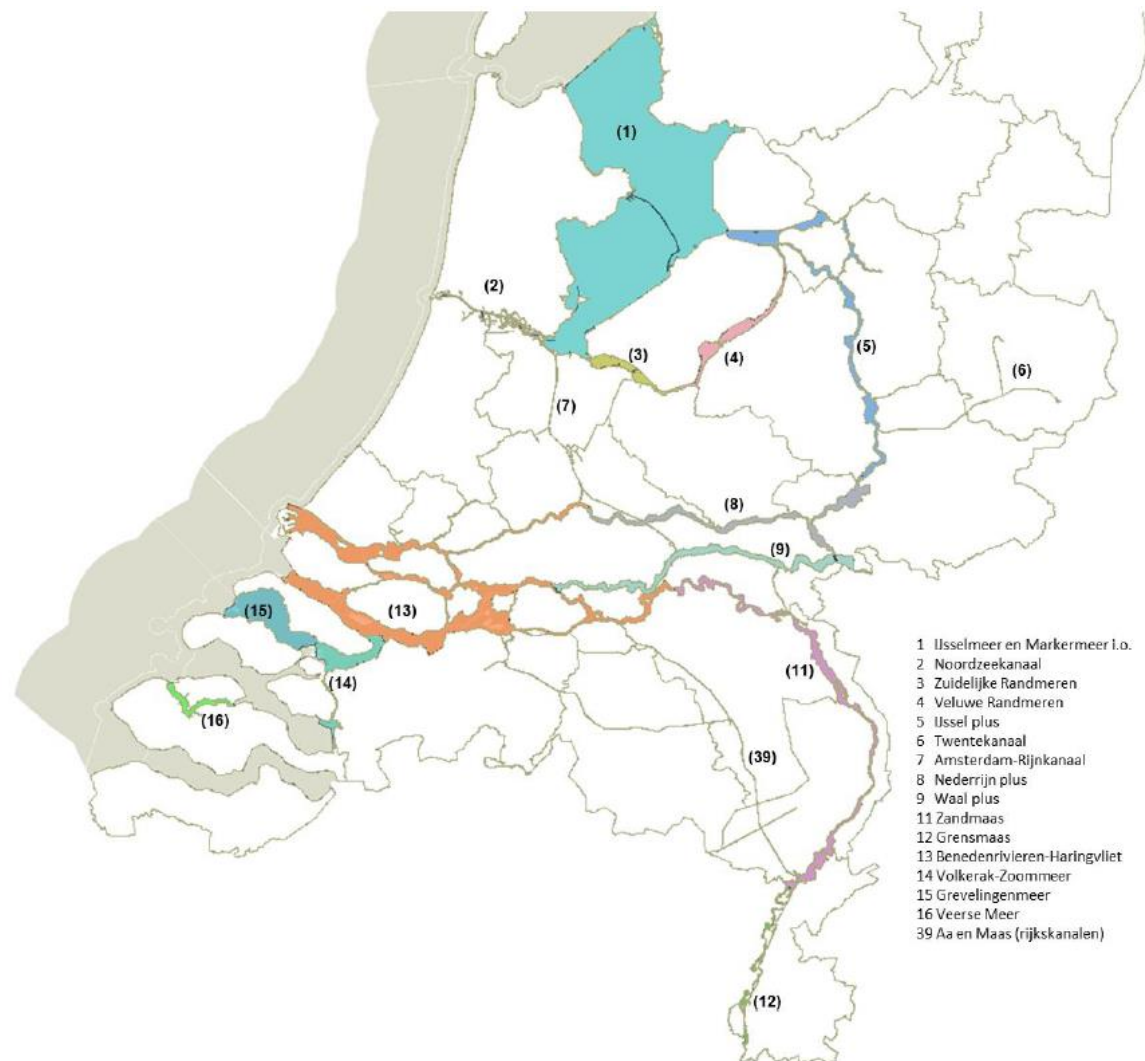 (1)
(2)
(3)
(4)
(5)
(6)
(7)
(8)
(9)
(13)
(15)
(14)
(11)
(16)
(39)
(12)
1 IJsselmeer en Markermeer i.o.
2 Noordzeekanaal
3 Zuidelijke Randmeren
4 Veluwe Randmeren
5 IJssel plus
6 Twentekanaal
7 Amsterdam-Rijnkanaal
8 Nederrijn plus
9 Waal plus
11 Zandmaas
12 Grensmaas
13 Benedenrivieren-Haringvliet
14 Volkerak-Zoommeer
15 Grevelingenmeer
16 Veerse Meer
39 Aa en Maas (rijkskanalen)